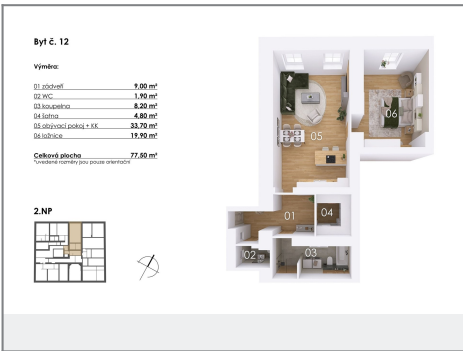 Byt č. 12
Výměra:
01 zádveří 9,00 m²
02 WC 1,90 m²
03 koupelna 8,20 m²
04 šatna 4,80 m²
05 obývací pokoj + KK 33,70 m²
06 ložnice 19,90 m²
Celková plocha 77,50 m²
*uvedené rozměry jsou pouze orientační
2.NP
05
06
01
04
02
03